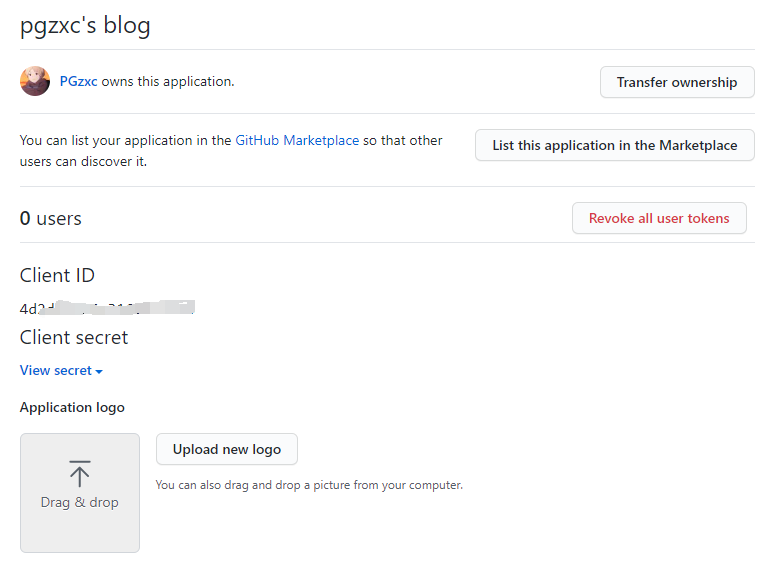 pgzxc's blog
PGzxc owns this application.
Transfer ownership
You can list your application in the GitHub Marketplace so that other
users can discover it.
List this application in the Marketplace
0 users
Revoke all user tokens
Client ID
Client secret
View secret
Application logo
Drag & drop
Upload new logo
You can also drag and drop a picture from your computer.